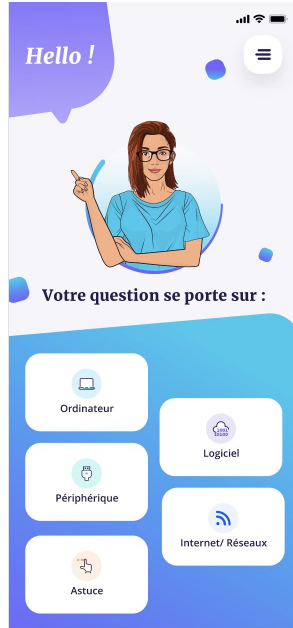 Hello !
Votre question se porte sur :
Ordinateur
Logiciel
Périphérique
Internet/ Réseaux
Astuce